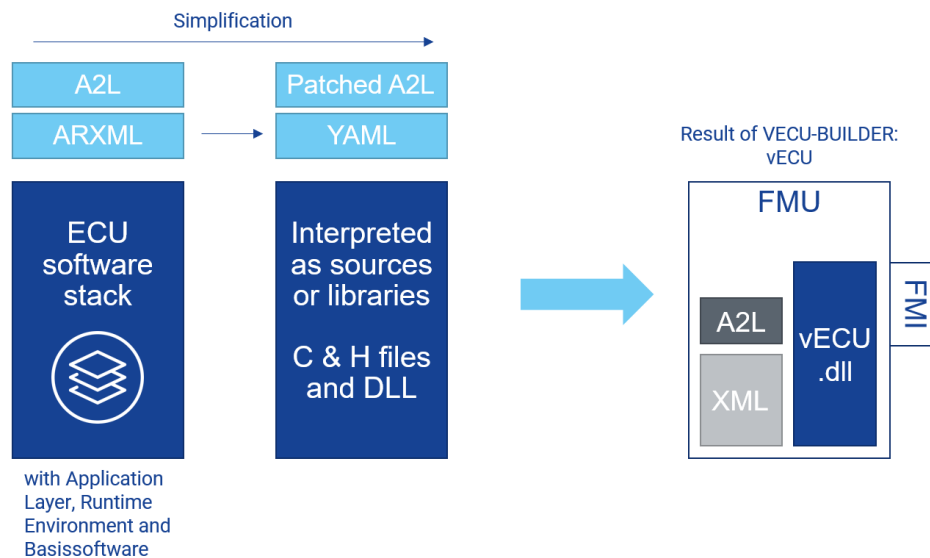 Simplification
A2L
Patched A2L
ARXML
YAML
ECU
software
stack
Interpreted
as sources
or libraries
C & H files
and DLL
with Application
Layer, Runtime
Environment and
Basissoftware
Result of VECU-BUILDER:
vECU
FMU
A2L
XML
vECU
.dll
FMI